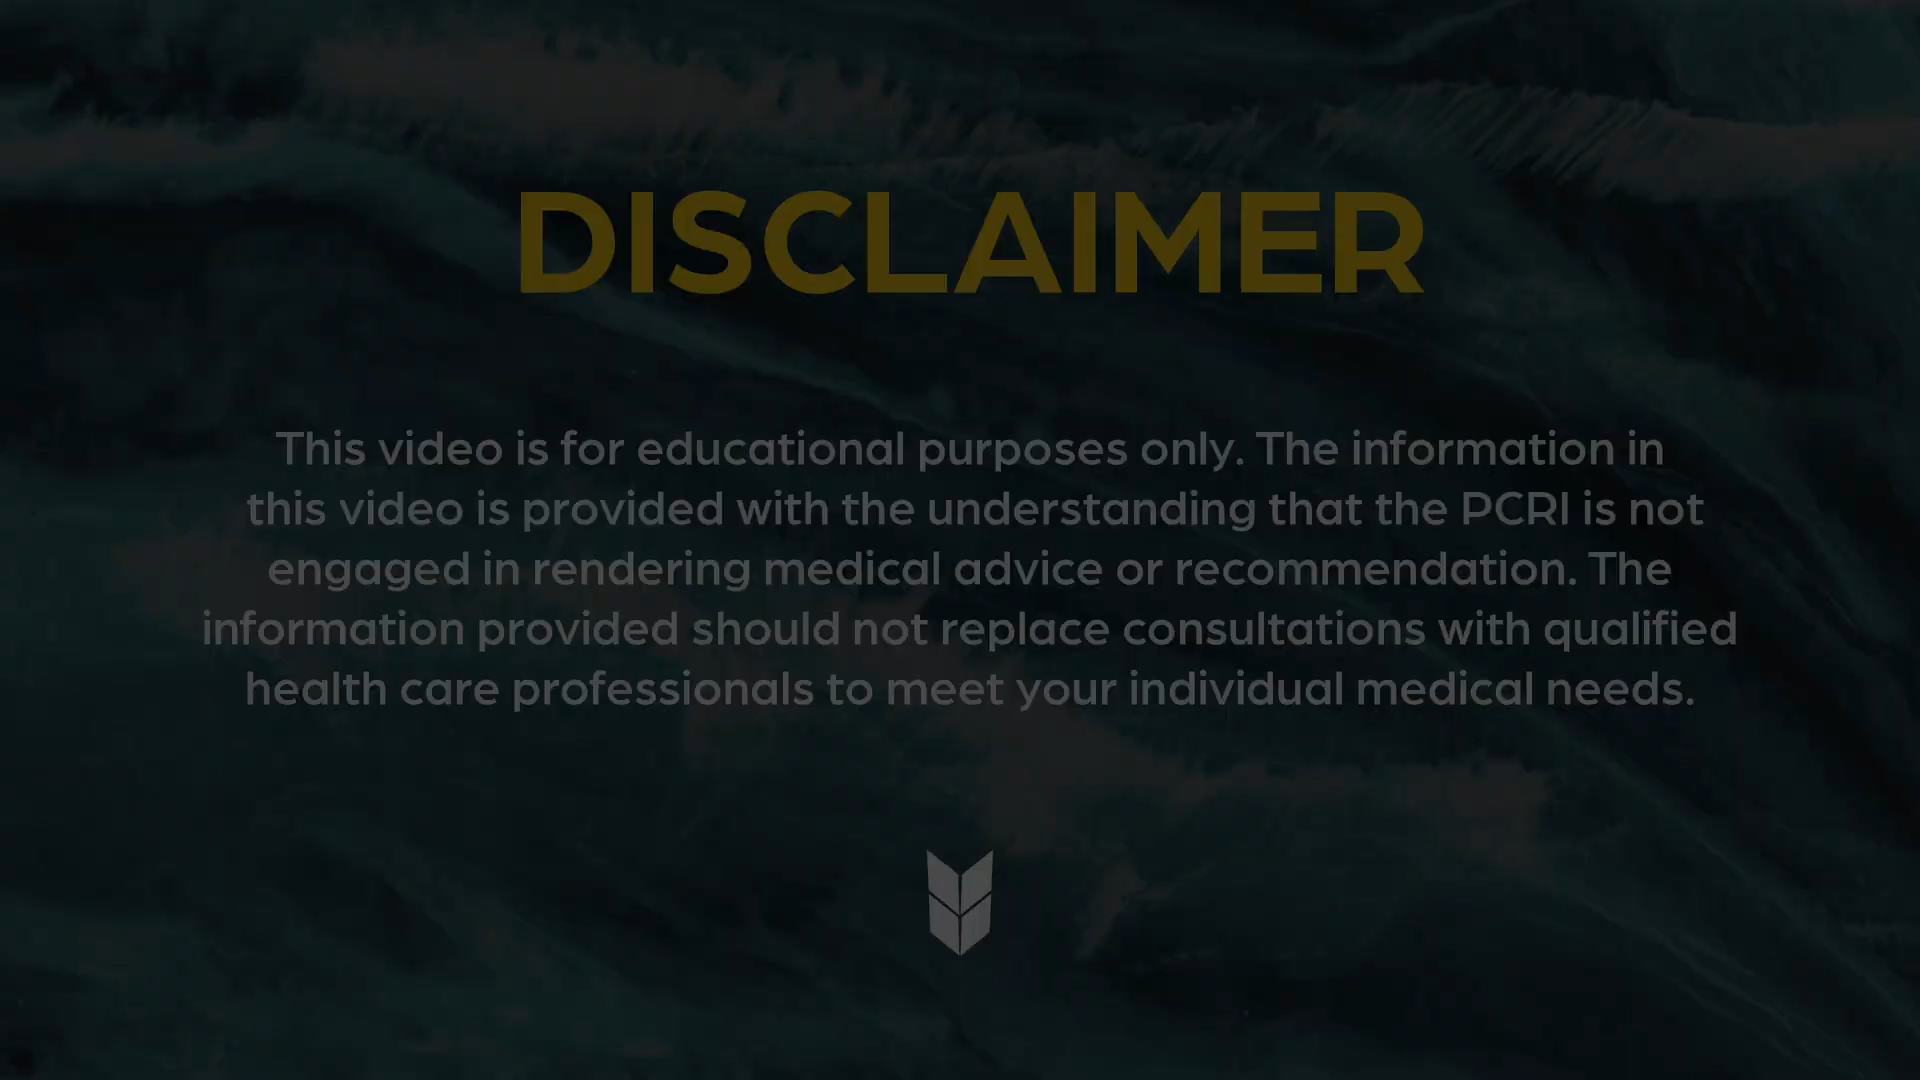 DISCLAIMER
This video is for educational purposes only. The information in
this video is provided with the understanding that the PCRI is not
engaged in rendering medical advice or recommendation. The
information provided should not replace consultations with qualified
health care professionals to meet your individual medical needs.